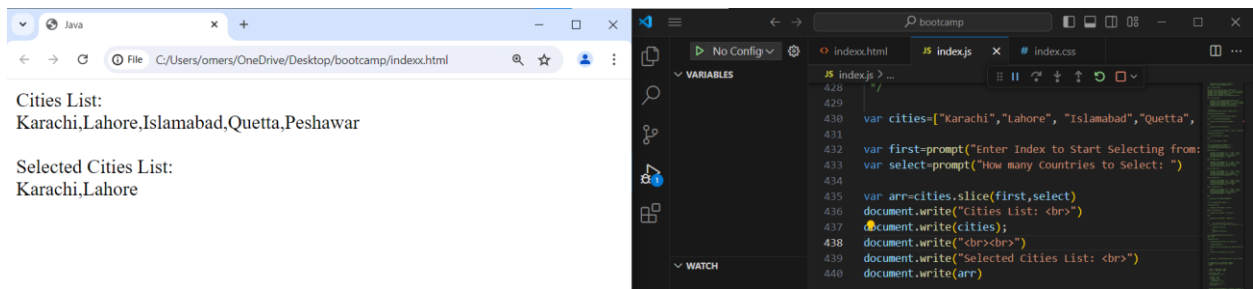 Java
File C:/Users/omers/OneDrive/Desktop/bootcamp/indexx.html
Cities List:
Karachi,Lahore,Islamabad,Quetta,Peshawar
Selected Cities List:
Karachi,Lahore
bootcamp
No Config
indexx.html
JS index.js
# index.css
VARIABLES
JS index.js > ...
428 */
429
430 var cities=["Karachi","Lahore", "Islamabad","Quetta",
431
432 var first=prompt("Enter Index to Start Selecting from:
433 var select=prompt("How many Countries to Select: ")
434
435 var arr=cities.slice(first,select)
436 document.write("Cities List: <br>")
437 document.write(cities);
438 document.write("<br><br>")
439 document.write("Selected Cities List: <br>")
440 document.write(arr)
1
WATCH